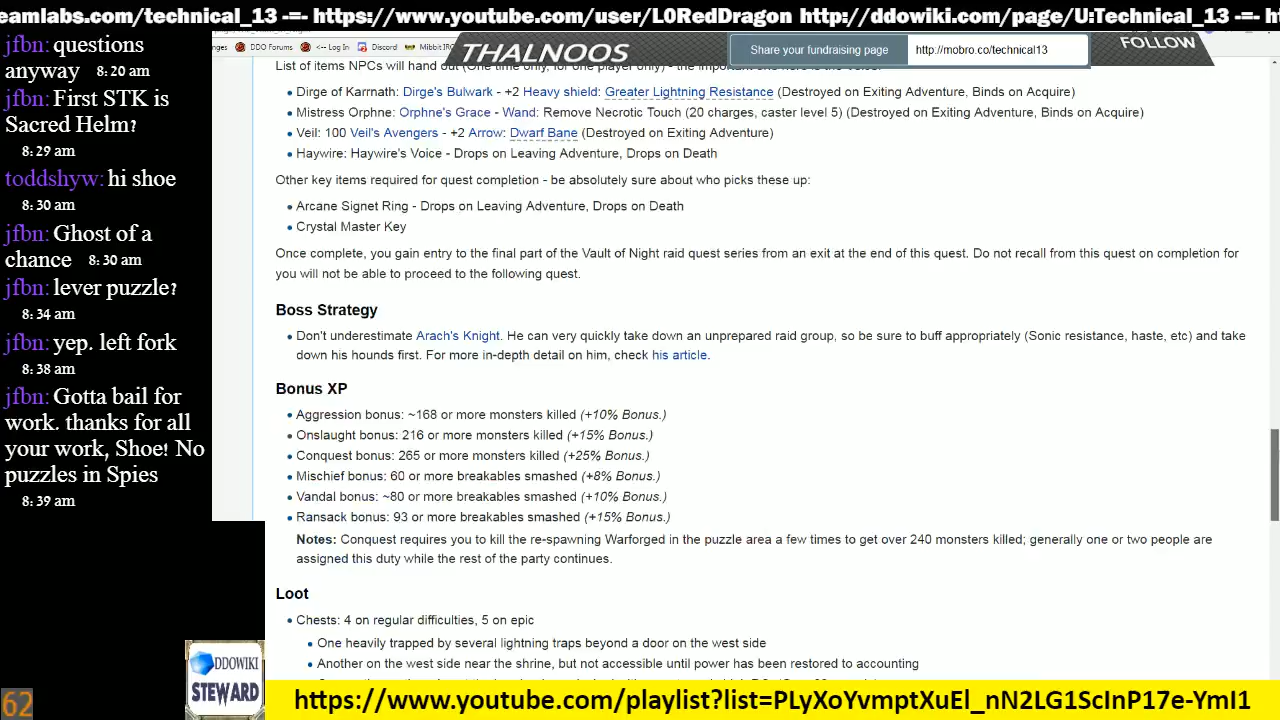 eamlabs.com/technical_13 -=- https://www.youtube.com/user/L0RedDragon http://ddowiki.com/page/U:Technical_13 -=- ht
jfbn: questions
anyway 8:20 am
jfbn: First STK is
Sacred Helm?
8:29 am
toddshyw: hi shoe
8:30 am
jfbn: Ghost of a
chance 8:30 am
jfbn: lever puzzle?
8:34 am
jfbn: yep. left fork
8:38 am
jfbn: Gotta bail for
work. thanks for all
your work, Shoe! No
puzzles in Spies
8:39 am
nges DDO Forums <-- Log In Discord Mibbit IR
THALNOOS
Share your fundraising page http://mobro.co/technical13
FOLLOW
List of items NPCs will hand out (One time only, for one player only) - the important
Dirge of Karrnath: Dirge's Bulwark - +2 Heavy shield: Greater Lightning Resistance (Destroyed on Exiting Adventure, Binds on Acquire)
Mistress Orphne: Orphne's Grace - Wand: Remove Necrotic Touch (20 charges, caster level 5) (Destroyed on Exiting Adventure, Binds on Acquire)
Veil: 100 Veil's Avengers - +2 Arrow: Dwarf Bane (Destroyed on Exiting Adventure)
Haywire: Haywire's Voice - Drops on Leaving Adventure, Drops on Death
Other key items required for quest completion - be absolutely sure about who picks these up:
Arcane Signet Ring - Drops on Leaving Adventure, Drops on Death
Crystal Master Key
Once complete, you gain entry to the final part of the Vault of Night raid quest series from an exit at the end of this quest. Do not recall from this quest on completion for
you will not be able to proceed to the following quest.
Boss Strategy
Don't underestimate Arach's Knight. He can very quickly take down an unprepared raid group, so be sure to buff appropriately (Sonic resistance, haste, etc) and take
down his hounds first. For more in-depth detail on him, check his article.
Bonus XP
Aggression bonus: ~168 or more monsters killed (+10% Bonus.)
Onslaught bonus: 216 or more monsters killed (+15% Bonus.)
Conquest bonus: 265 or more monsters killed (+25% Bonus.)
Mischief bonus: 60 or more breakables smashed (+8% Bonus.)
Vandal bonus: ~80 or more breakables smashed (+10% Bonus.)
Ransack bonus: 93 or more breakables smashed (+15% Bonus.)
Notes: Conquest requires you to kill the re-spawning Warforged in the puzzle area a few times to get over 240 monsters killed; generally one or two people are
assigned this duty while the rest of the party continues.
Loot
Chests: 4 on regular difficulties, 5 on epic
One heavily trapped by several lightning traps beyond a door on the west side
Another on the west side near the shrine, but not accessible until power has been restored to accounting
DDOWIKI
STEWARD
62
https://www.youtube.com/playlist?list=PLyXoYvmptXuEl_nN2LG1ScInP17e-YmI1